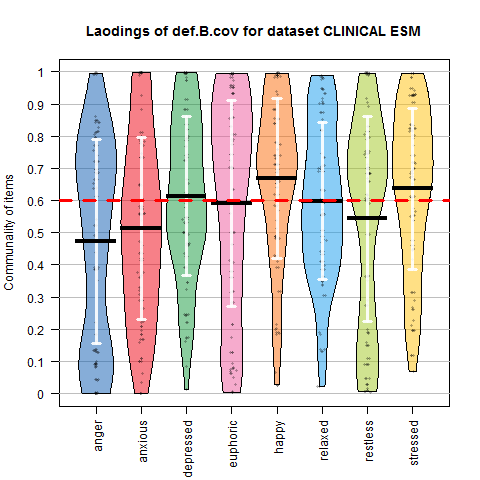 Laodings of def.B.cov for dataset CLINICAL ESM
Communality of items
1
0.9
0.8
0.7
0.6
0.5
0.4
0.3
0.2
0.1
0
anger
anxious
depressed
euphoric
happy
relaxed
restless
stressed